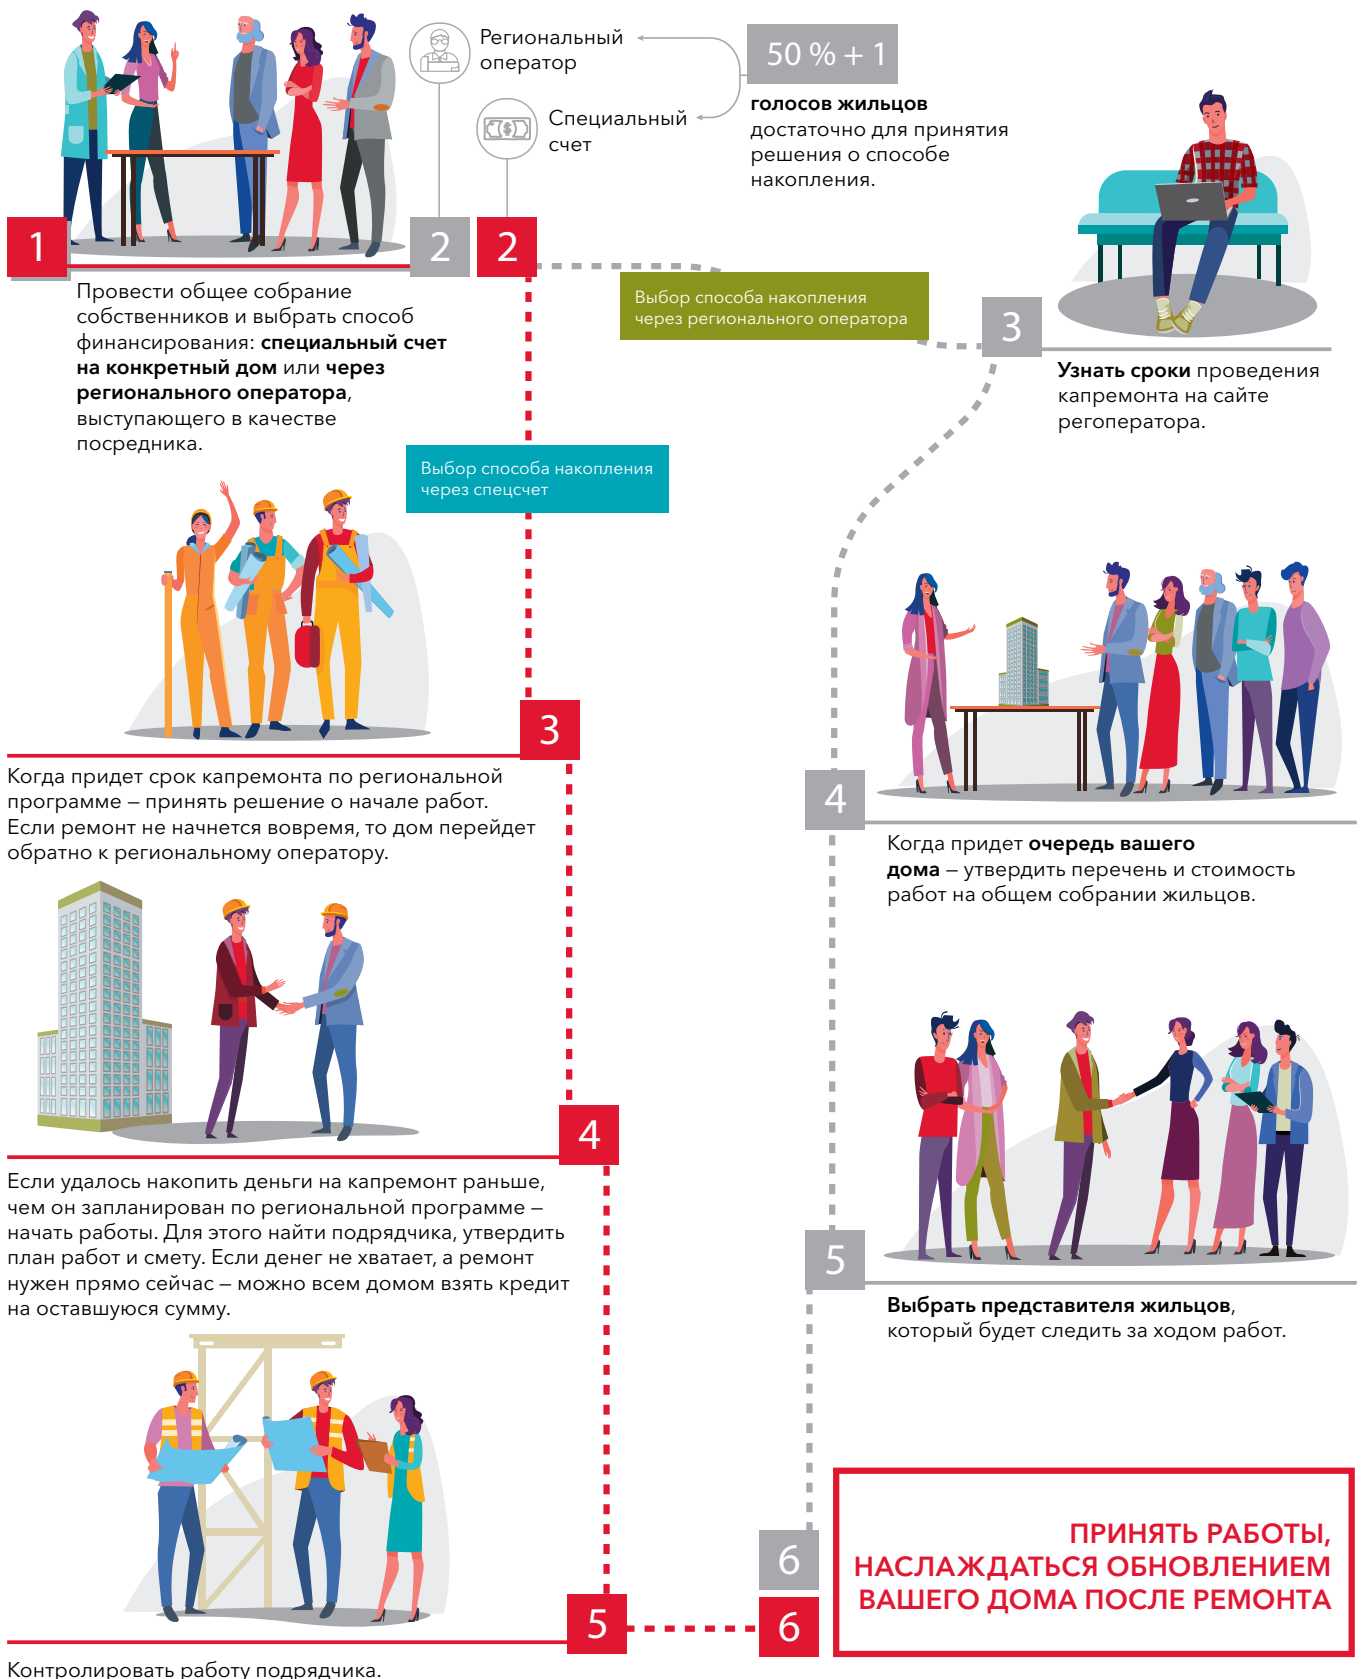 Региональный
оператор
Специальный
счет
50 % + 1
голосов жильцов
достаточно для принятия
решения о способе
накопления.
1
2
2
Провести общее собрание
собственников и выбрать способ
финансирования: специальный счет
на конкретный дом или через
регионального оператора,
выступающего в качестве
посредника.
Выбор способа накопления
через регионального оператора
3
Узнать сроки проведения
капремонта на сайте
регоператора.
Выбор способа накопления
через спецсчет
3
Когда придет срок капремонта по региональной
программе – принять решение о начале работ.
Если ремонт не начнется вовремя, то дом перейдет
обратно к региональному оператору.
4
Когда придет очередь вашего
дома – утвердить перечень и стоимость
работ на общем собрании жильцов.
4
Если удалось накопить деньги на капремонт раньше,
чем он запланирован по региональной программе –
начать работы. Для этого найти подрядчика, утвердить
план работ и смету. Если денег не хватает, а ремонт
нужен прямо сейчас – можно всем домом взять кредит
на оставшуюся сумму.
5
Выбрать представителя жильцов,
который будет следить за ходом работ.
5
Контролировать работу подрядчика.
6
6
ПРИНЯТЬ РАБОТЫ,
НАСЛАЖДАТЬСЯ ОБНОВЛЕНИЕМ
ВАШЕГО ДОМА ПОСЛЕ РЕМОНТА